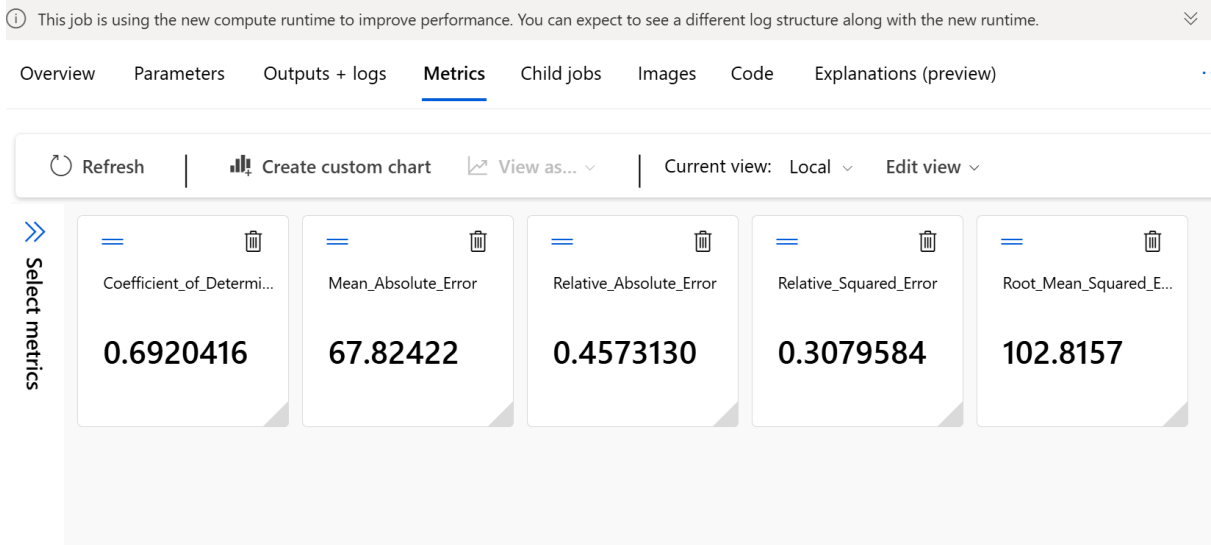 This job is using the new compute runtime to improve performance. You can expect to see a different log structure along with the new runtime.
Overview Parameters Outputs + logs Metrics Child jobs Images Code Explanations (preview)
Refresh Create custom chart View as... Current view: Local Edit view
Select metrics
Coefficient_of_Determi... Mean_Absolute_Error Relative_Absolute_Error Relative_Squared_Error Root_Mean_Squared_E...
0.6920416 67.82422 0.4573130 0.3079584 102.8157